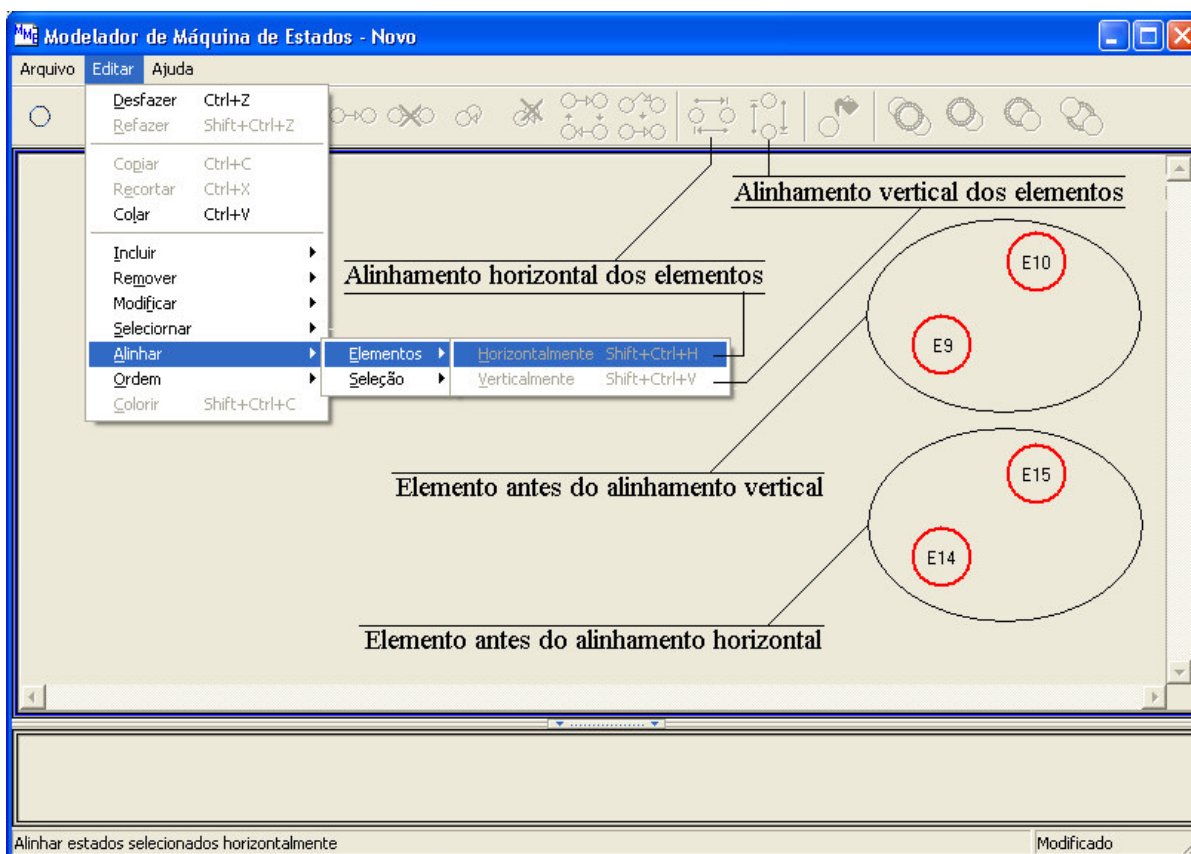 MME Modelador de Máquina de Estados - Novo
Arquivo Editar Ajuda
Desfazer Ctrl+Z
Refazer Shift+Ctrl+Z
Copiar Ctrl+C
Recortar Ctrl+X
Colar Ctrl+V
Incluir
Remover
Modificar
Seleciornar
Alinhar
Ordem
Colorir Shift+Ctrl+C
Elementos
Seleção
Horizontalmente Shift+Ctrl+H
Verticalmente Shift+Ctrl+V
Alinhamento vertical dos elementos
Alinhamento horizontal dos elementos
E10
E9
Elemento antes do alinhamento vertical
E15
E14
Elemento antes do alinhamento horizontal
Alinhar estados selecionados horizontalmente
Modificado